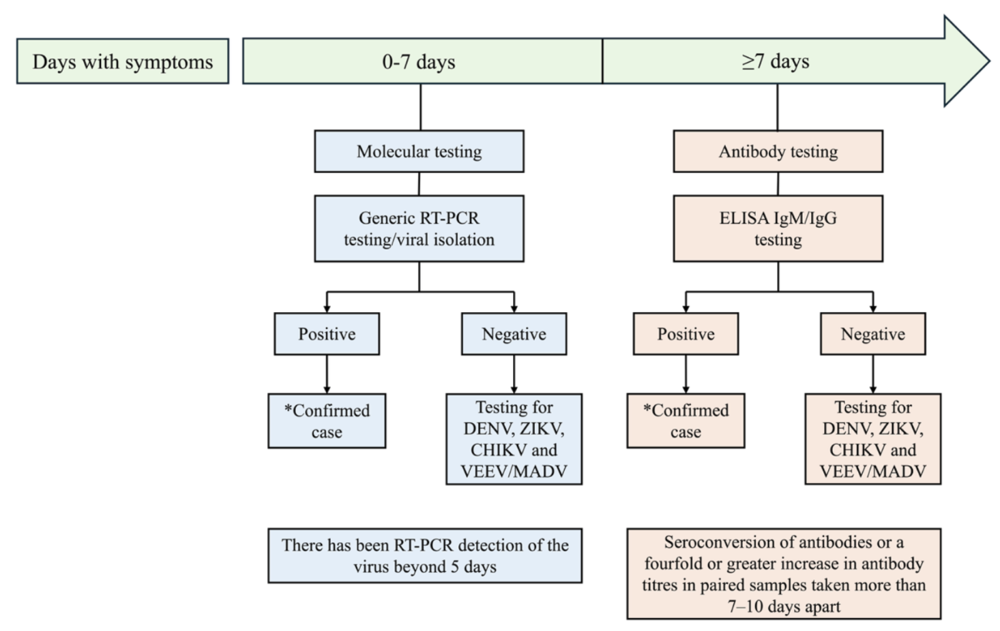 Days with symptoms
0-7 days
≥7 days
Molecular testing
Antibody testing
Generic RT-PCR
testing/viral isolation
ELISA IgM/IgG
testing
Positive
Negative
Positive
Negative
*Confirmed
case
Testing for
DENV, ZIKV,
CHIKV and
VEEV/MADV
*Confirmed
case
Testing for
DENV, ZIKV,
CHIKV and
VEEV/MADV
There has been RT-PCR detection of the
virus beyond 5 days
Seroconversion of antibodies or a
fourfold or greater increase in antibody
titres in paired samples taken more than
7–10 days apart